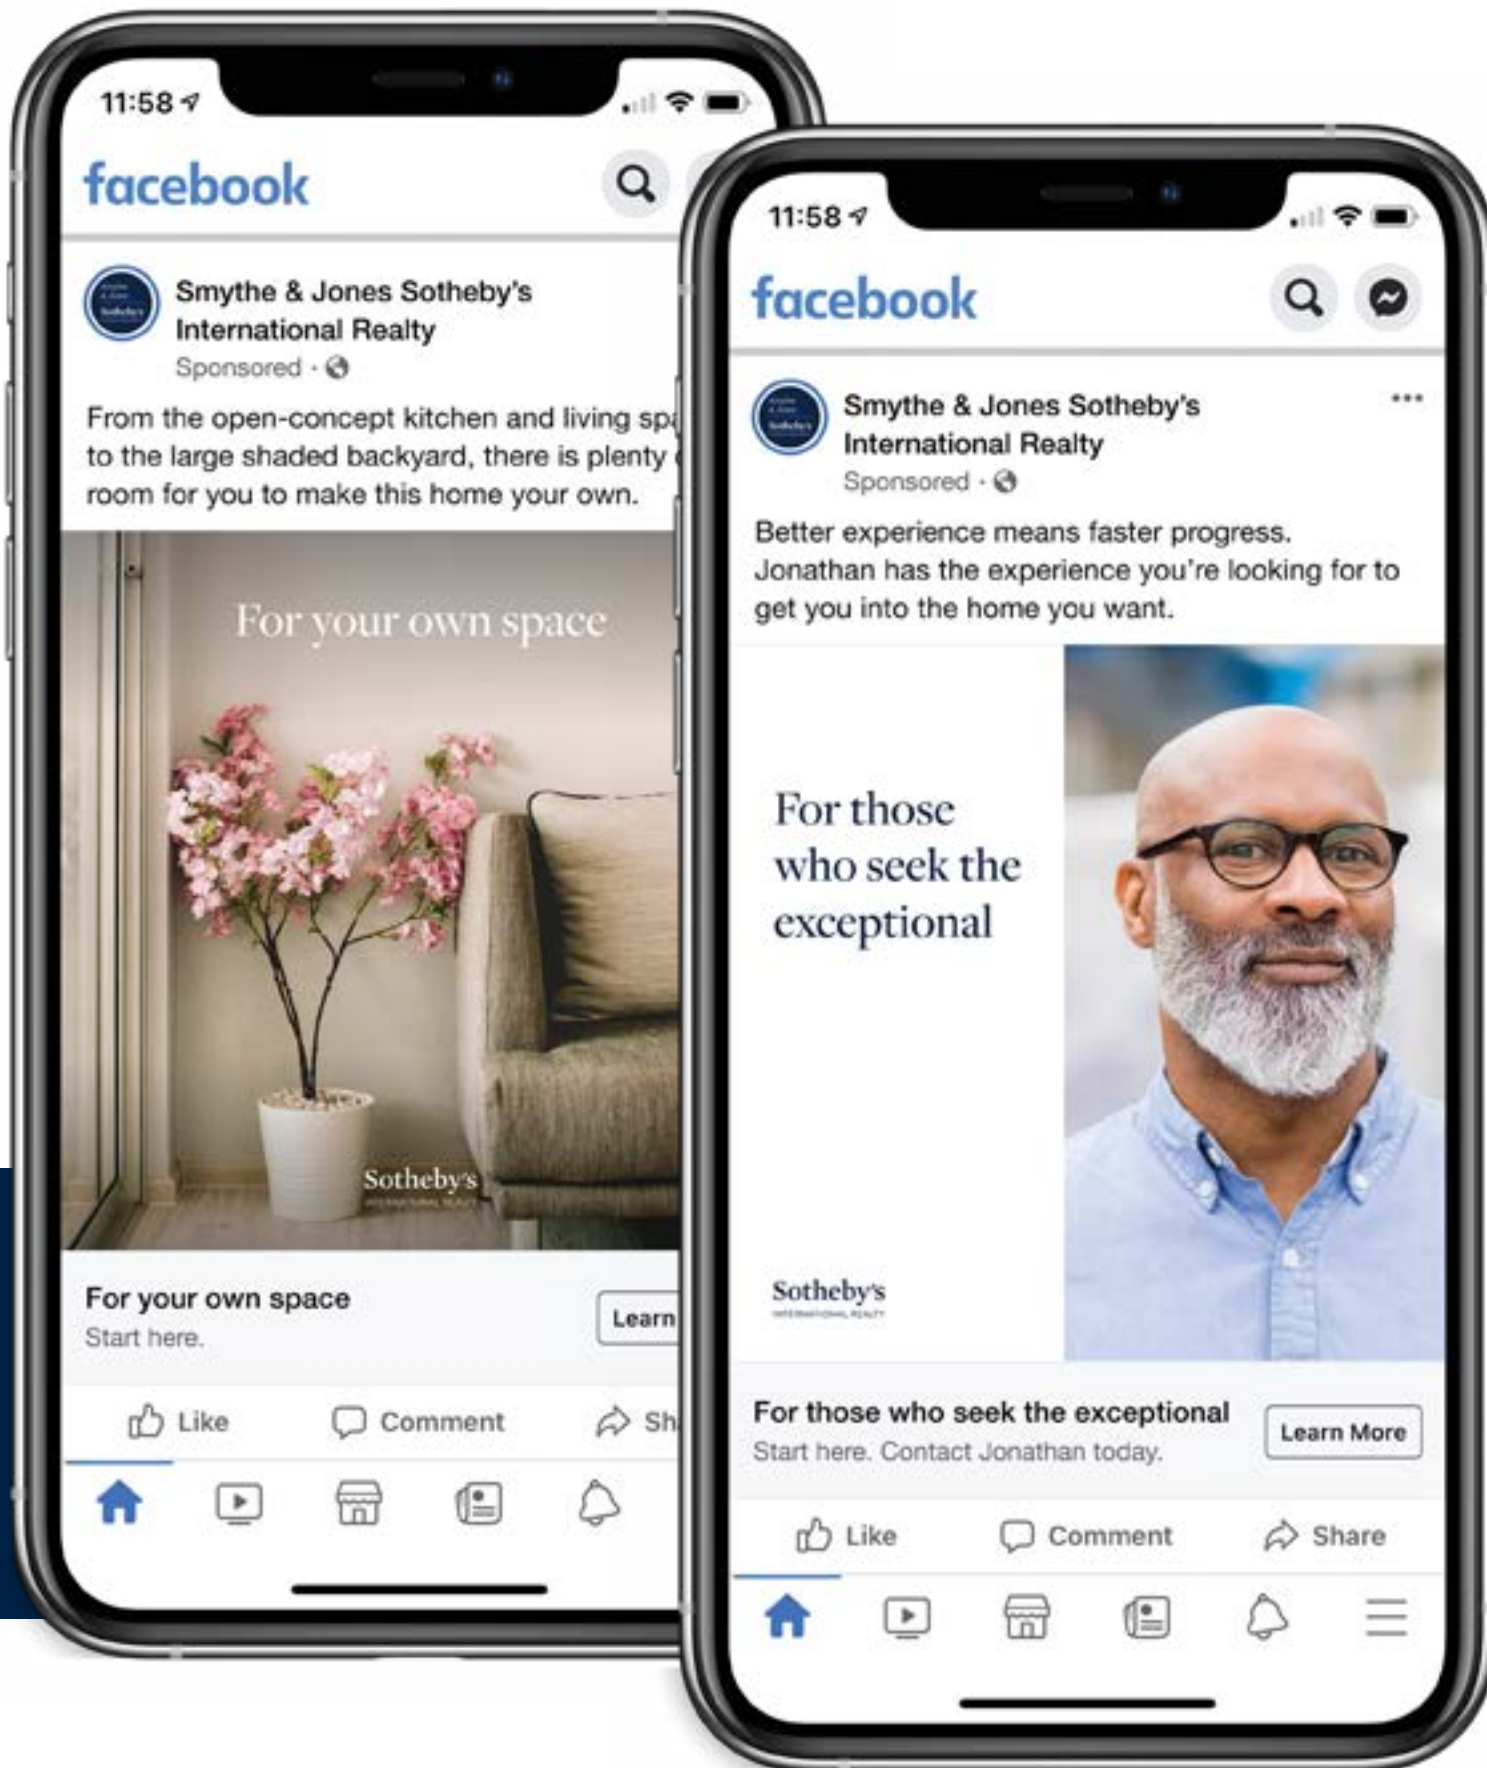 11:58
facebook
Smythe & Jones Sotheby's
International Realty
Sponsored ·
From the open-concept kitchen and living
to the large shaded backyard, there is plenty
room for you to make this home your own.
For your own space
Sotheby's
INTERNATIONAL REALTY
For your own space
Start here.
Learn
Like
Comment
11:58
facebook
Smythe & Jones Sotheby's
International Realty
Sponsored ·
Better experience means faster progress.
Jonathan has the experience you're looking for to
get you into the home you want.
For those
who seek the
exceptional
Sotheby's
INTERNATIONAL REALTY
For those who seek the exceptional
Start here. Contact Jonathan today.
Learn More
Like
Comment
Share